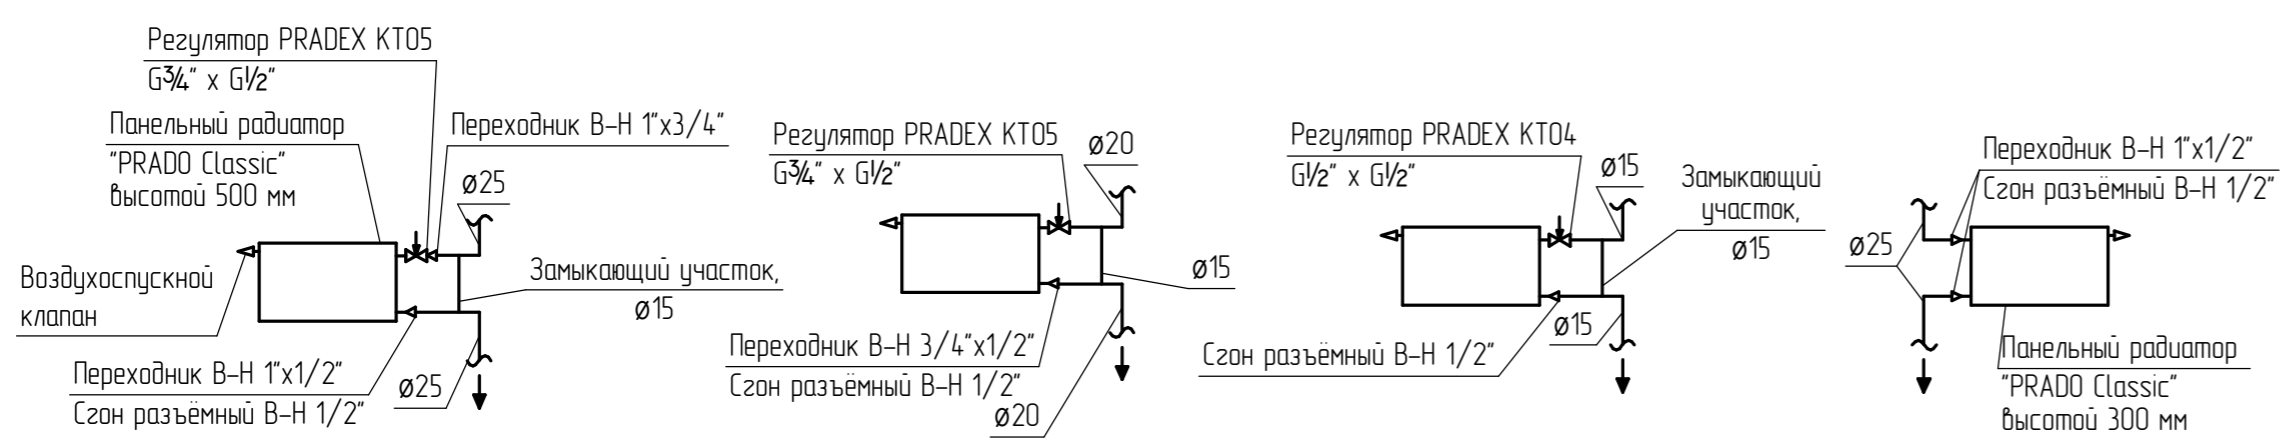 Регулятор PRADEX КТ05
G3/4" x G1/2"
Панельный радиатор
"PRADO Classic"
высотой 500 мм
Переходник В-Н 1"x3/4"
ø25
Воздухоспускной
клапан
Замыкающий участок,
ø15
Переходник В-Н 1"x1/2"
Сгон разъёмный В-Н 1/2"
ø25
Регулятор PRADEX КТ05
G3/4" x G1/2"
ø20
ø15
Переходник В-Н 3/4"x1/2"
Сгон разъёмный В-Н 1/2"
ø20
Регулятор PRADEX КТ04
G1/2" x G1/2"
ø15
Замыкающий
участок,
ø15
ø15
Сгон разъёмный В-Н 1/2"
Переходник В-Н 1"x1/2"
Сгон разъёмный В-Н 1/2"
ø25
Панельный радиатор
"PRADO Classic"
высотой 300 мм